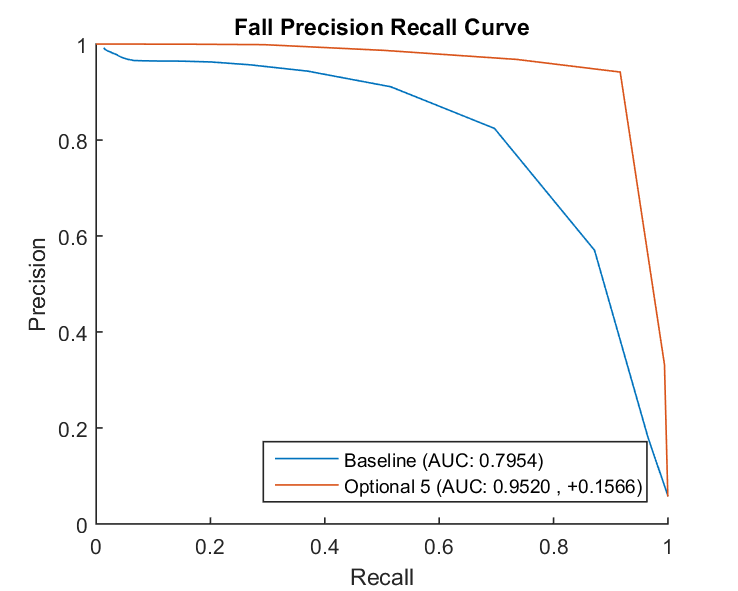 Fall Precision Recall Curve
1
0.8
0.6
0.4
0.2
0
Precision
Baseline (AUC: 0.7954)
Optional 5 (AUC: 0.9520 , +0.1566)
0 0.2 0.4 0.6 0.8 1
Recall